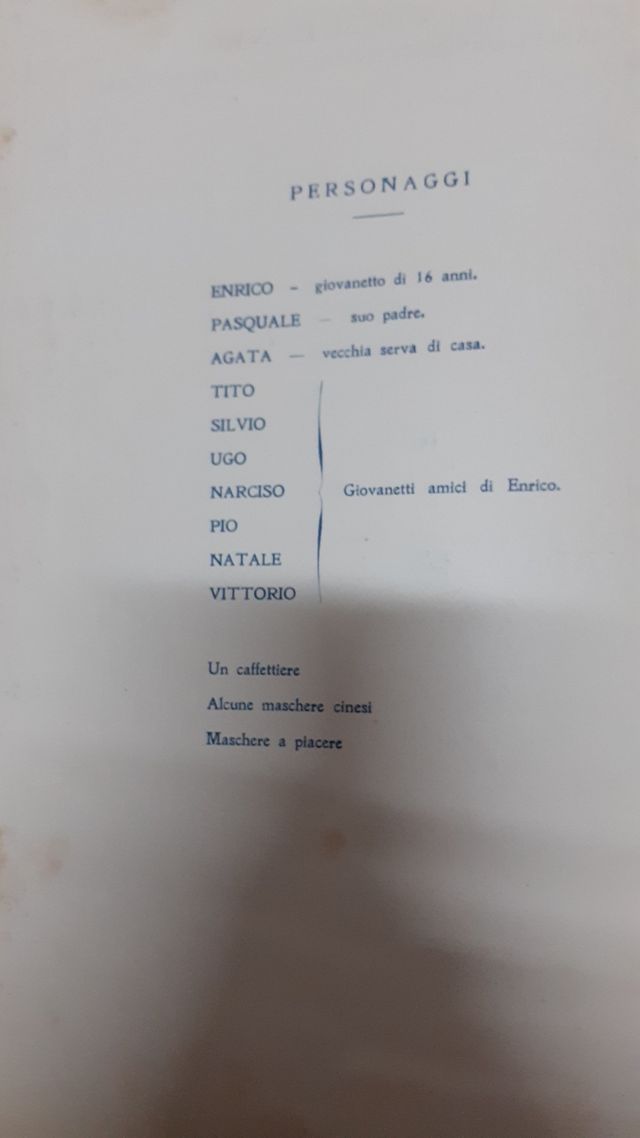 PERSONAGGI
ENRICO - giovanetto di 16 anni.
PASQUALE — suo padre.
AGATA — vecchia serva di casa.
TITO
SILVIO
UGO
NARCISO Giovanetti amici di Enrico.
PIO
NATALE
VITTORIO
Un caffettiere
Alcune maschere cinesi
Maschere a piacere